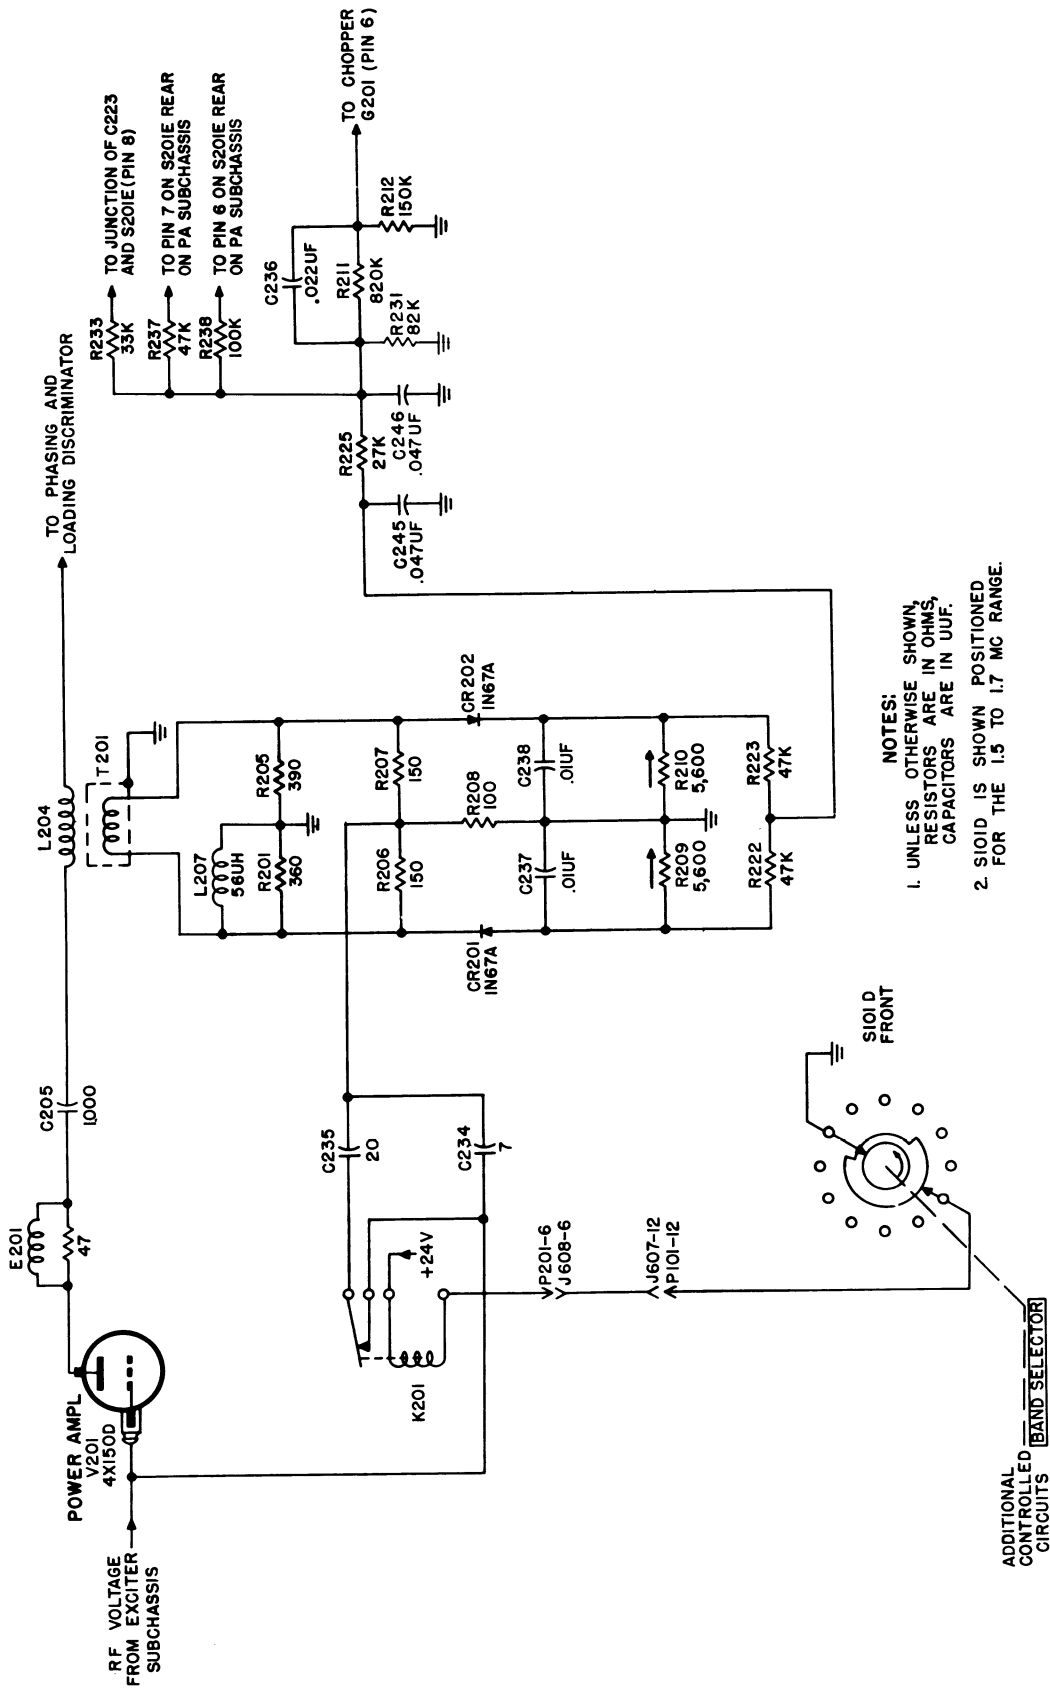 RF VOLTAGE
FROM EXCITER
SUBCHASSIS
POWER AMPL
V201
4X150D
E201
47
C205
1000
L204
T201
TO PHASING AND
LOADING DISCRIMINATOR
R233
33K
TO JUNCTION OF C223
AND S201E (PIN 8)
R237
47K
TO PIN 7 ON S201E REAR
ON PA SUBCHASSIS
R238
100K
TO PIN 6 ON S201E REAR
ON PA SUBCHASSIS
L207
56UH
R201
360
R205
390
C236
.022UF
R211
820K
R212
150K
R231
82K
TO CHOPPER
G201 (PIN 6)
R225
27K
C246
.047UF
C245
.047UF
C235
20
C234
7
K201
+24V
R206
150
R207
150
R208
100
CR201
1N67A
CR202
1N67A
C237
.01UF
C238
.01UF
R209
5,600
R210
5,600
R222
47K
R223
47K
P201-6
J608-6
J607-12
P101-12
S101D
FRONT
ADDITIONAL
CONTROLLED
CIRCUITS
BAND SELECTOR
NOTES:
1. UNLESS OTHERWISE SHOWN,
RESISTORS ARE IN OHMS,
CAPACITORS ARE IN UUF.
2. S101D IS SHOWN POSITIONED
FOR THE 1.5 TO 1.7 MC RANGE.